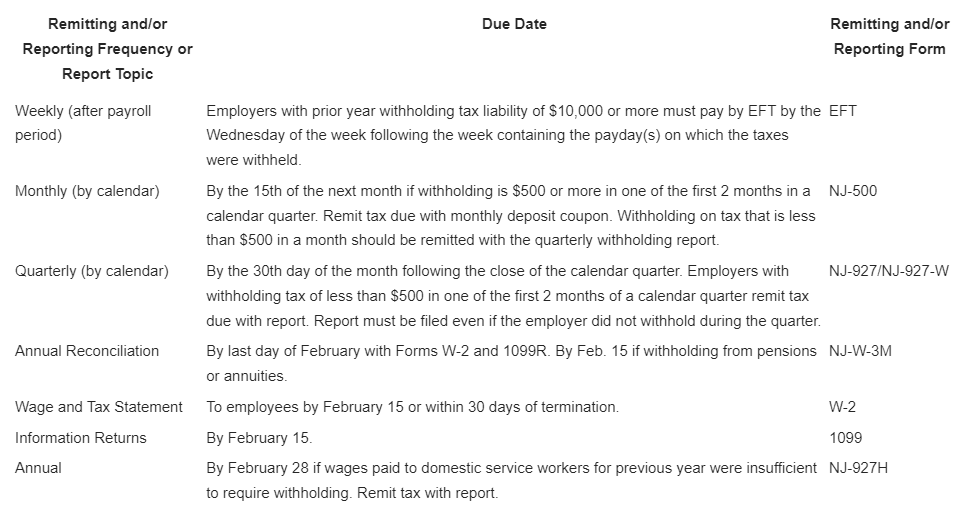 Remitting and/or
Reporting Frequency or
Report Topic
Due Date
Remitting and/or
Reporting Form
Weekly (after payroll
period)
Employers with prior year withholding tax liability of $10,000 or more must pay by EFT by the
Wednesday of the week following the week containing the payday(s) on which the taxes
were withheld.
EFT
Monthly (by calendar)
By the 15th of the next month if withholding is $500 or more in one of the first 2 months in a
calendar quarter. Remit tax due with monthly deposit coupon. Withholding on tax that is less
than $500 in a month should be remitted with the quarterly withholding report.
NJ-500
Quarterly (by calendar)
By the 30th day of the month following the close of the calendar quarter. Employers with
withholding tax of less than $500 in one of the first 2 months of a calendar quarter remit tax
due with report. Report must be filed even if the employer did not withhold during the quarter.
NJ-927/NJ-927-W
Annual Reconciliation
By last day of February with Forms W-2 and 1099R. By Feb. 15 if withholding from pensions
or annuities.
NJ-W-3M
Wage and Tax Statement
To employees by February 15 or within 30 days of termination.
W-2
Information Returns
By February 15.
1099
Annual
By February 28 if wages paid to domestic service workers for previous year were insufficient
to require withholding. Remit tax with report.
NJ-927H